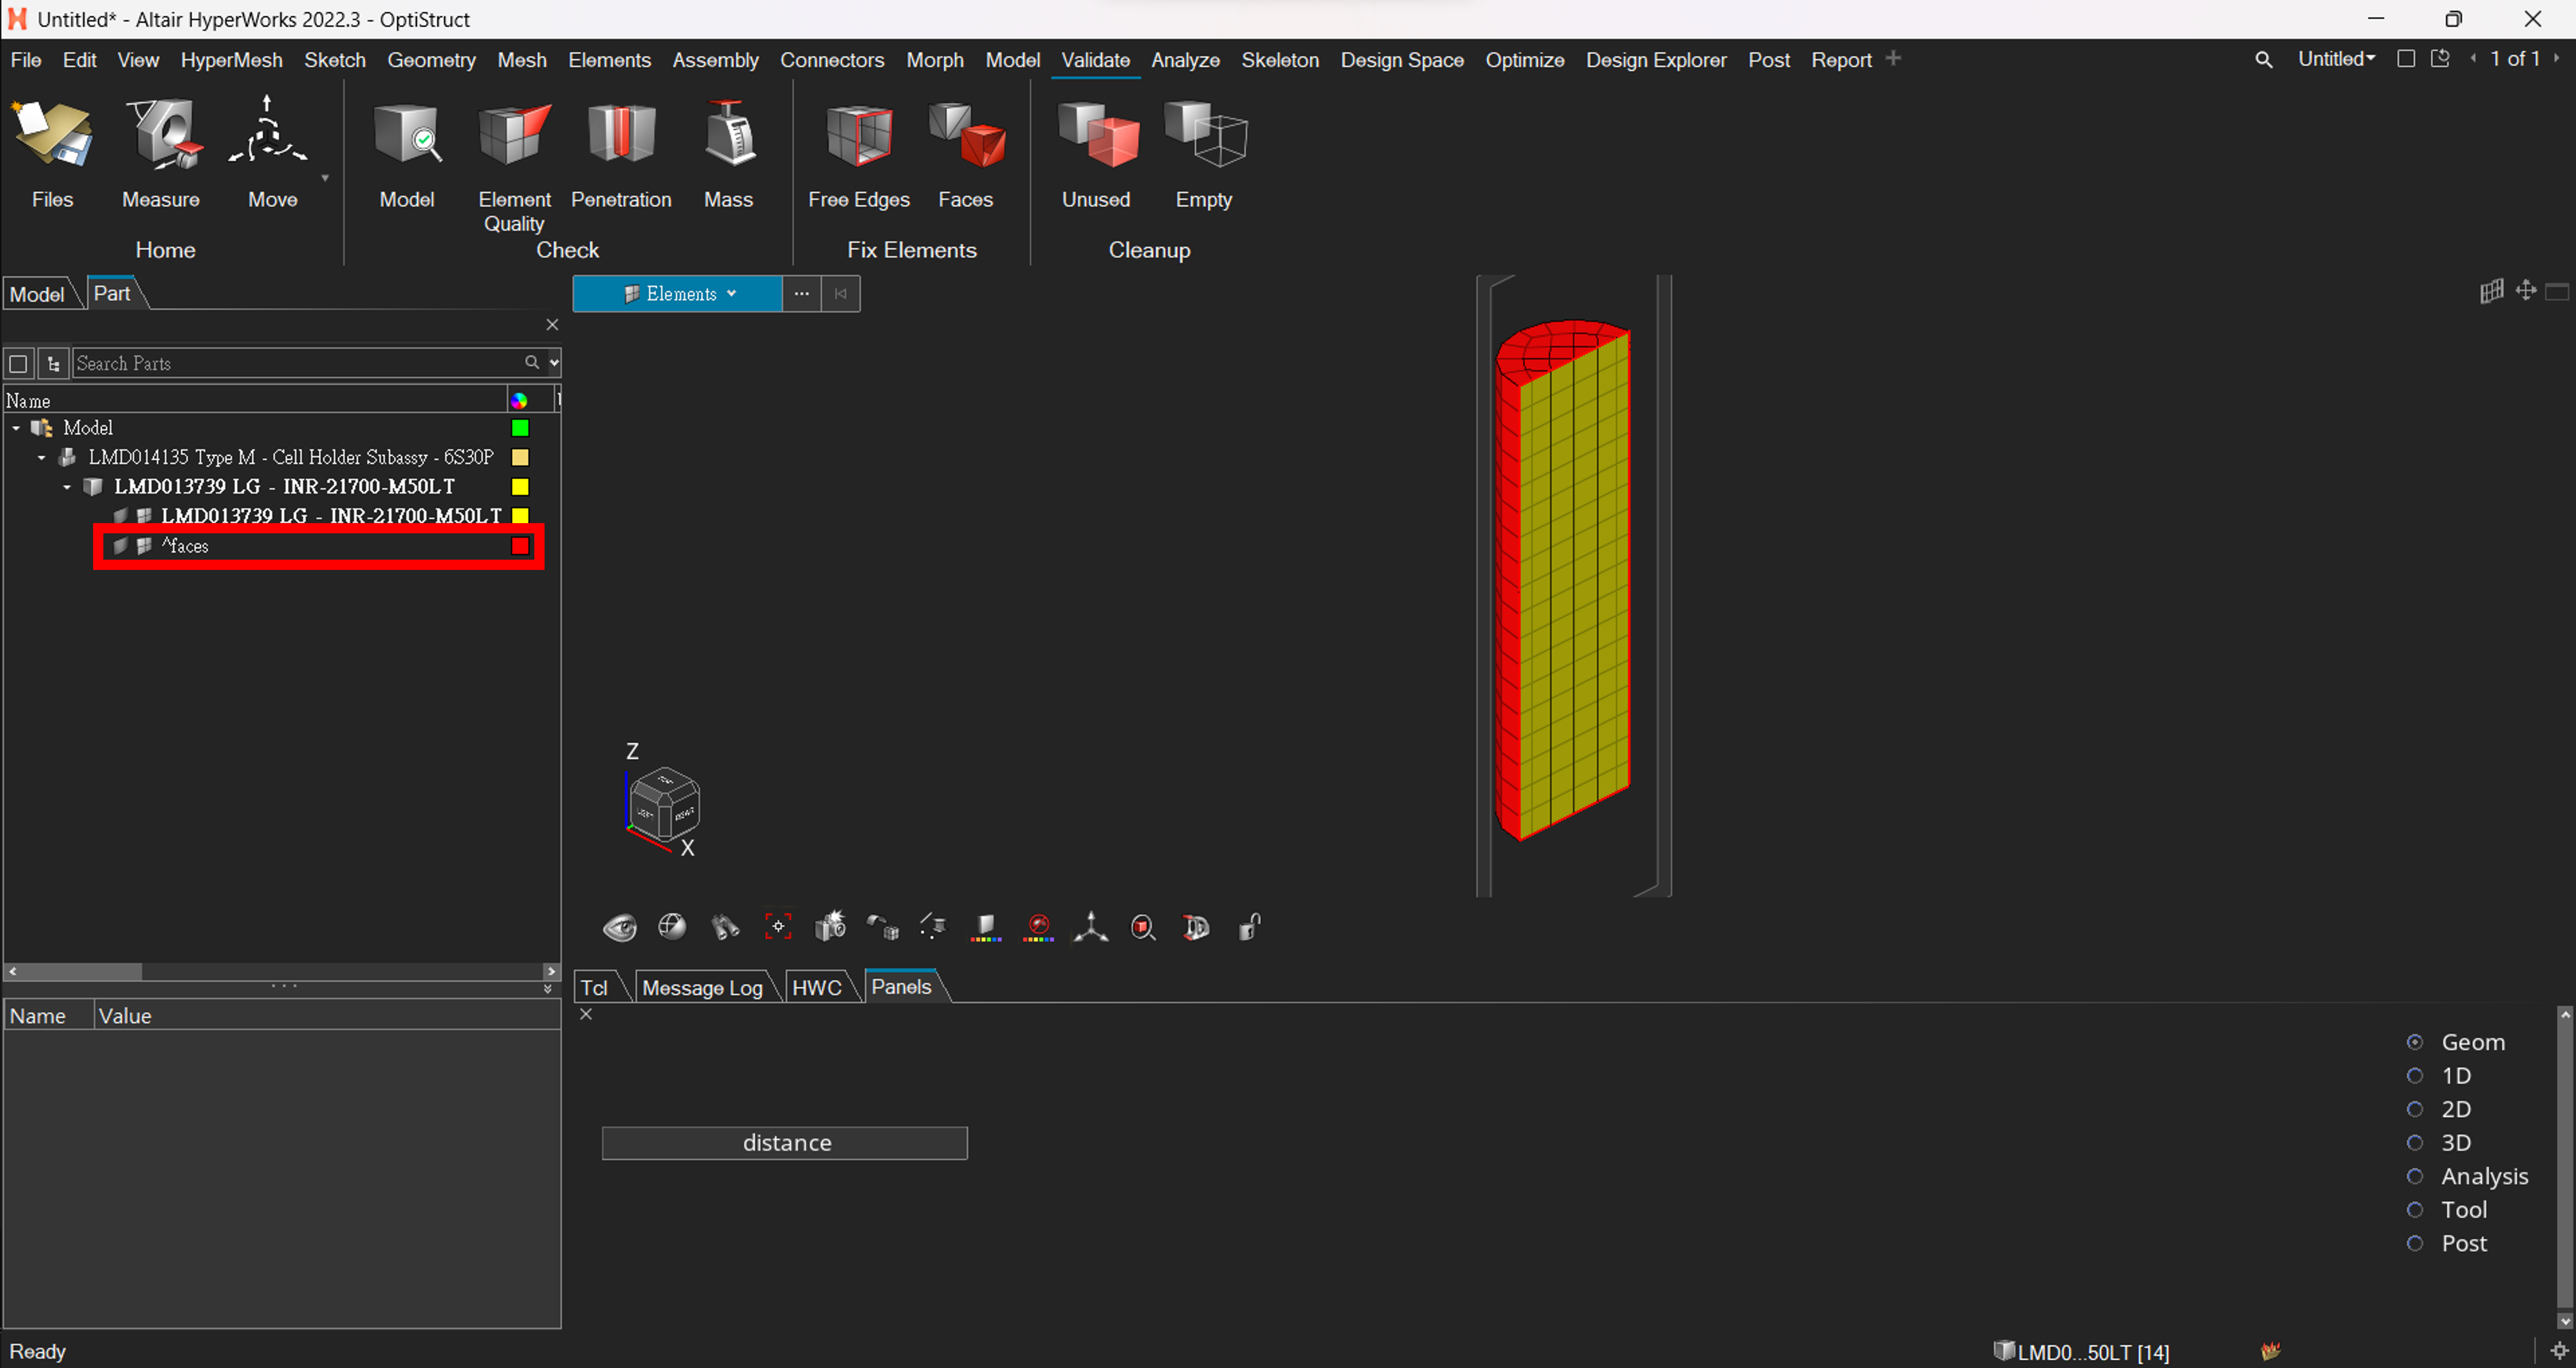 Untitled* - Altair HyperWorks 2022.3 - OptiStruct
File Edit View HyperMesh Sketch Geometry Mesh Elements Assembly Connectors Morph Model Validate Analyze Skeleton Design Space Optimize Design Explorer Post Report Untitled 1 of 1
Files Measure Move Model Element Quality Penetration Mass Free Edges Faces Unused Empty
Home Check Fix Elements Cleanup
Model Part
Elements
Search Parts
Name
Model
LMD014135 Type M - Cell Holder Subassy - 6S30P
LMD013739 LG - INR-21700-M50LT
LMD013739 LG - INR-21700-M50LT
^faces
Z
TOP
LEFT REAR
X
Tcl Message Log HWC Panels
Name Value
Geom
1D
2D
distance
3D
Analysis
Tool
Post
Ready
LMD0...50LT [14]